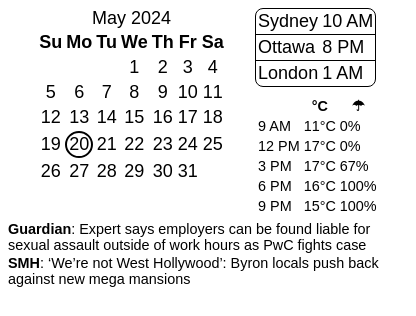 May 2024
Su Mo Tu We Th Fr Sa
1 2 3 4
5 6 7 8 9 10 11
12 13 14 15 16 17 18
19 20 21 22 23 24 25
26 27 28 29 30 31
Sydney 10 AM
Ottawa 8 PM
London 1 AM
°C ☂
9 AM 11°C 0%
12 PM 17°C 0%
3 PM 17°C 67%
6 PM 16°C 100%
9 PM 15°C 100%
Guardian: Expert says employers can be found liable for
sexual assault outside of work hours as PwC fights case
SMH: ‘We’re not West Hollywood’: Byron locals push back
against new mega mansions